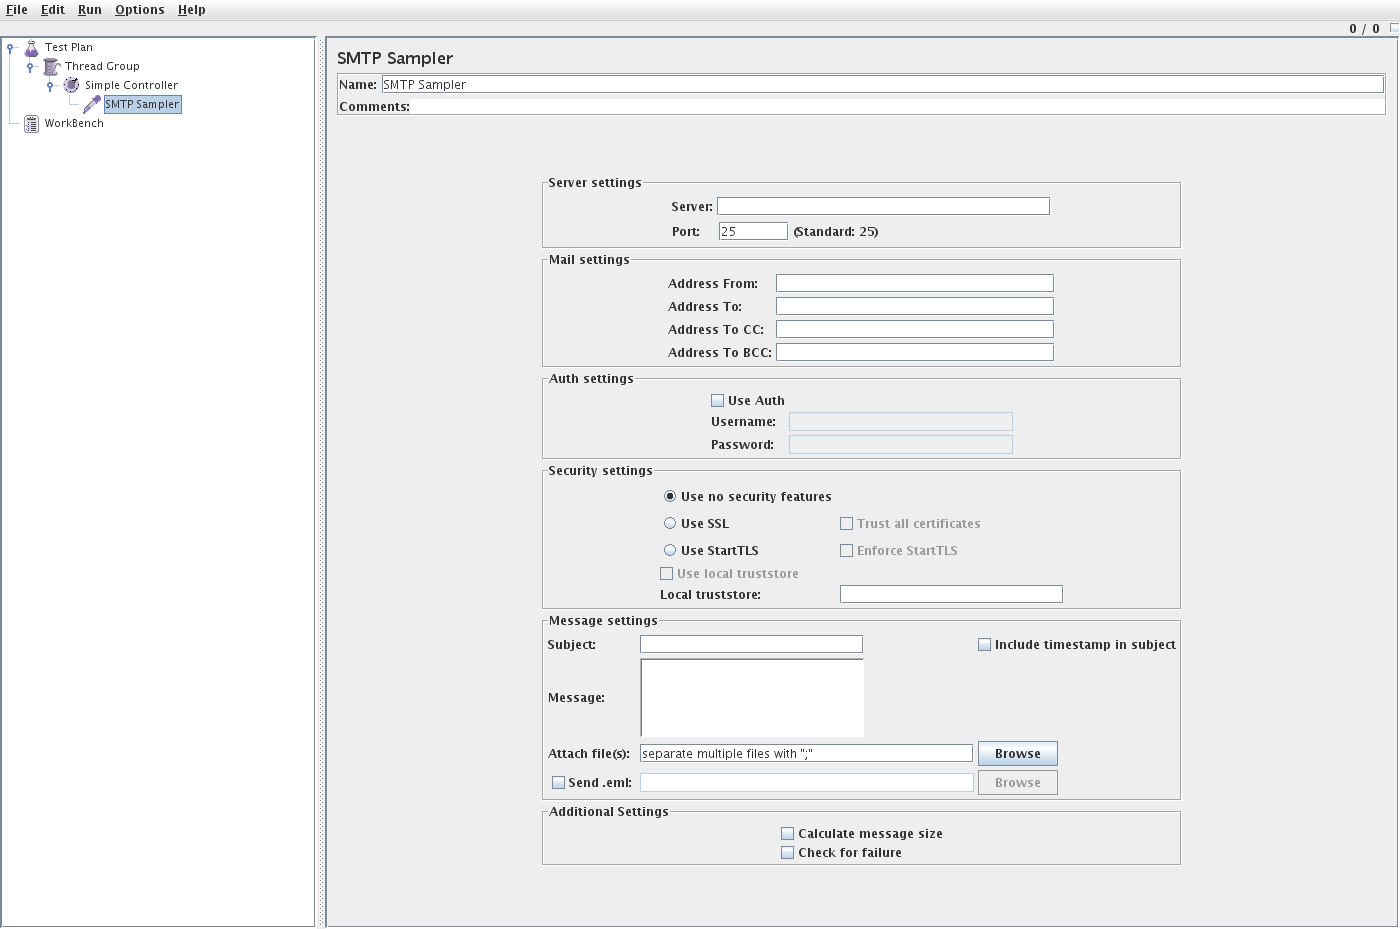 File Edit Run Options Help
0 / 0
Test Plan
Thread Group
Simple Controller
SMTP Sampler
WorkBench
SMTP Sampler
Name: SMTP Sampler
Comments:
Server settings
Server:
Port: 25 (Standard: 25)
Mail settings
Address From:
Address To:
Address To CC:
Address To BCC:
Auth settings
Use Auth
Username:
Password:
Security settings
Use no security features
Use SSL Trust all certificates
Use StartTLS Enforce StartTLS
Use local truststore
Local truststore:
Message settings
Subject: Include timestamp in subject
Message:
Attach file(s): separate multiple files with ";" Browse
Send .eml: Browse
Additional Settings
Calculate message size
Check for failure